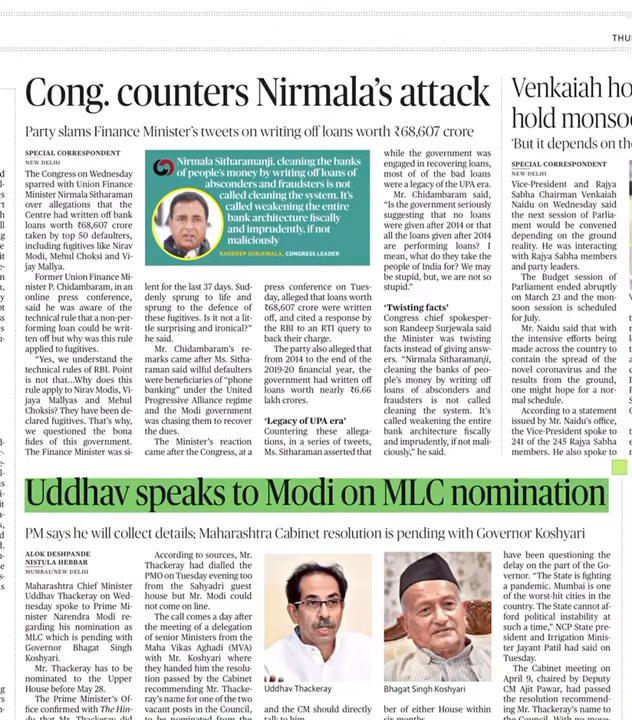 THU
Cong. counters Nirmala's attack
Party slams Finance Minister's tweets on writing off loans worth ₹68,607 crore
SPECIAL CORRESPONDENT
NEW DELHI
The Congress on Wednesday
sparred with Union Finance
Minister Nirmala Sitharaman
over allegations that the
Centre had written off bank
loans worth ₹68,607 crore
taken by top 50 defaulters,
including fugitives like Nirav
Modi, Mehul Choksi and Vi-
jay Mallya.
Former Union Finance Mi-
nister P. Chidambaram, in an
online press conference,
said he was aware of the
technical rule that a non-per-
forming loan could be writ-
ten off but why was this rule
applied to fugitives.
"Yes, we understand the
technical rules of RBI. Point
is not...Why does this
rule apply to Nirav Modis, Vi-
jaya Mallyas and Mehul
Choksis? They have been de-
clared fugitives. That's why,
we questioned the bona
fides of this government.
The Finance Minister was si-
Nirmala Sitharamanji, cleaning the banks
of people's money by writing off loans of
absconders and fraudsters is not
called cleaning the system. It's
called weakening the entire
bank architecture fiscally
and imprudently, if not
maliciously
RANDEEP SURJEWALA, CONGRESS LEADER
lent for the last 37 days. Sud-
denly sprung to life and
sprung to the defence of
these fugitives. Is it not a lit-
tle surprising and ironical?"
he said.
Mr. Chidambaram's re-
marks came after Ms. Sitha-
raman said wilful defaulters
were beneficiaries of "phone
banking" under the United
Progressive Alliance regime
and the Modi government
was chasing them to recover
the dues.
The Minister's reaction
came after the Congress, at a
press conference on Tues-
day, alleged that loans worth
₹68,607 crore were written
off, and cited a response by
the RBI to an RTI query to
back their charge.
The party also alleged that
from 2014 to the end of the
2019-20 financial year, the
government had written off
loans worth nearly ₹6.66
lakh crores.
'Legacy of UPA era'
Countering these allega-
tions, in a series of tweets,
Ms. Sitharaman asserted that
while the government was
engaged in recovering loans,
most of of the bad loans
were a legacy of the UPA era.
Mr. Chidambaram said,
"Is the government seriously
suggesting that no loans
were given after 2014 or that
all the loans given after 2014
are performing loans? I
mean, what do they take the
people of India for? We may
be stupid, but, we are not so
stupid."
'Twisting facts'
Congress chief spokesper-
son Randeep Surjewala said
the Minister was twisting
facts instead of giving answ-
ers. "Nirmala Sitharamanji,
cleaning the banks of peo-
ple's money by writing off
loans of absconders and
fraudsters is not called
cleaning the system. It's
called weakening the entire
bank architecture fiscally
and imprudently, if not mali-
ciously," he said.
Venkaiah ho
hold monsoo
'But it depends on the
SPECIAL CORRESPONDENT
NEW DELHI
Vice-President and Rajya
Sabha Chairman Venkaiah
Naidu on Wednesday said
the next session of Parlia-
ment would be convened
depending on the ground
reality. He was interacting
with Rajya Sabha members
and party leaders.
The Budget session of
Parliament ended abruptly
on March 23 and the mon-
soon session is scheduled
for July.
Mr. Naidu said that with
the intensive efforts being
made across the country to
contain the spread of the
novel coronavirus and the
results from the ground,
one might hope for a nor-
mal schedule.
According to a statement
issued by Mr. Naidu's office,
the Vice-President spoke to
241 of the 245 Rajya Sabha
members. He also spoke to
Uddhav speaks to Modi on MLC nomination
PM says he will collect details; Maharashtra Cabinet resolution is pending with Governor Koshyari
ALOK DESHPANDE
NISTULA HEBBAR
MUMBAI/NEW DELHI
Maharashtra Chief Minister
Uddhav Thackeray on Wed-
nesday spoke to Prime Mi-
nister Narendra Modi re-
garding his nomination as
MLC which is pending with
Governor Bhagat Singh
Koshyari.
Mr. Thackeray has to be
nominated to the Upper
House before May 28.
The Prime Minister's Of-
fice confirmed with The Hin-
du that Mr. Thackeray did
According to sources, Mr.
Thackeray had dialled the
PMO on Tuesday evening too
from the Sahyadri guest
house but Mr. Modi could
not come on line.
The call comes a day after
the meeting of a delegation
of senior Ministers from the
Maha Vikas Aghadi (MVA)
with Mr. Koshyari where
they handed him the resolu-
tion passed by the Cabinet
recommending Mr. Thacke-
ray's name for one of the two
vacant posts in the Council,
to be nominated from the
Uddhav Thackeray
and the CM should directly
talk to him
Bhagat Singh Koshyari
ber of either House within
six months
have been questioning the
delay on the part of the Go-
vernor. "The State is fighting
a pandemic. Mumbai is one
of the worst-hit cities in the
country. The State cannot af-
ford political instability at
such a time," NCP State pre-
sident and Irrigation Minis-
ter Jayant Patil had said on
Tuesday.
The Cabinet meeting on
April 9, chaired by Deputy
CM Ajit Pawar, had passed
the resolution recommend-
ing Mr. Thackeray's name to